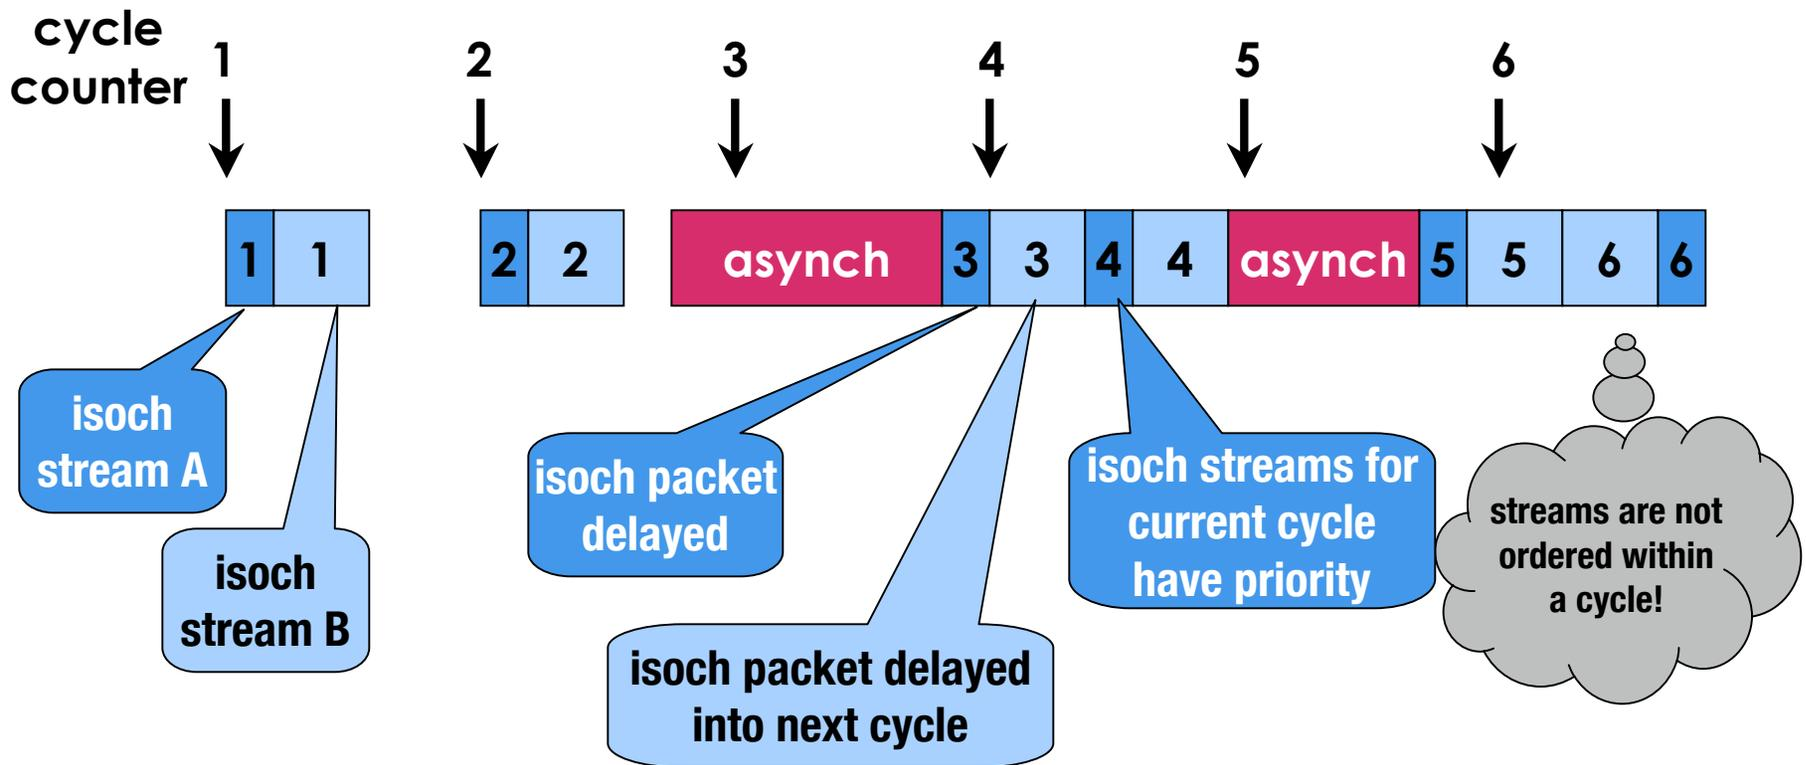 cycle
counter
1 2 3 4 5 6
1 1 2 2 asynch 3 3 4 4 asynch 5 5 6 6
isoch
stream A
isoch
stream B
isoch packet
delayed
isoch packet delayed
into next cycle
isoch streams for
current cycle
have priority
streams are not
ordered within
a cycle!